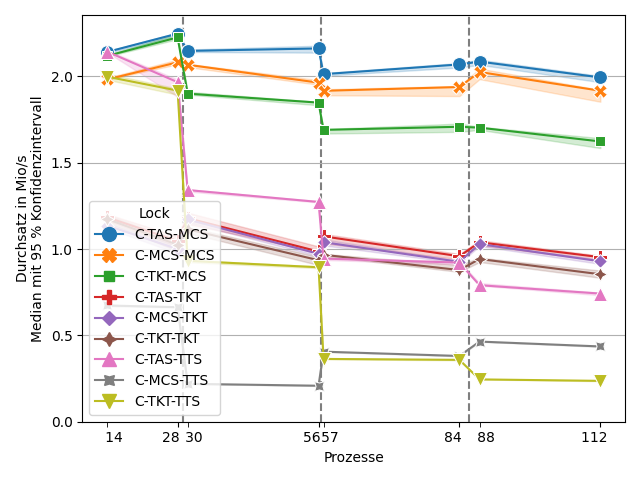 Durchsatz in Mio/s
Median mit 95 % Konfidenzintervall
2.0
1.5
1.0
0.5
0.0
Lock
C-TAS-MCS
C-MCS-MCS
C-TKT-MCS
C-TAS-TKT
C-MCS-TKT
C-TKT-TKT
C-TAS-TTS
C-MCS-TTS
C-TKT-TTS
14 28 30 56 57 84 88 112
Prozesse